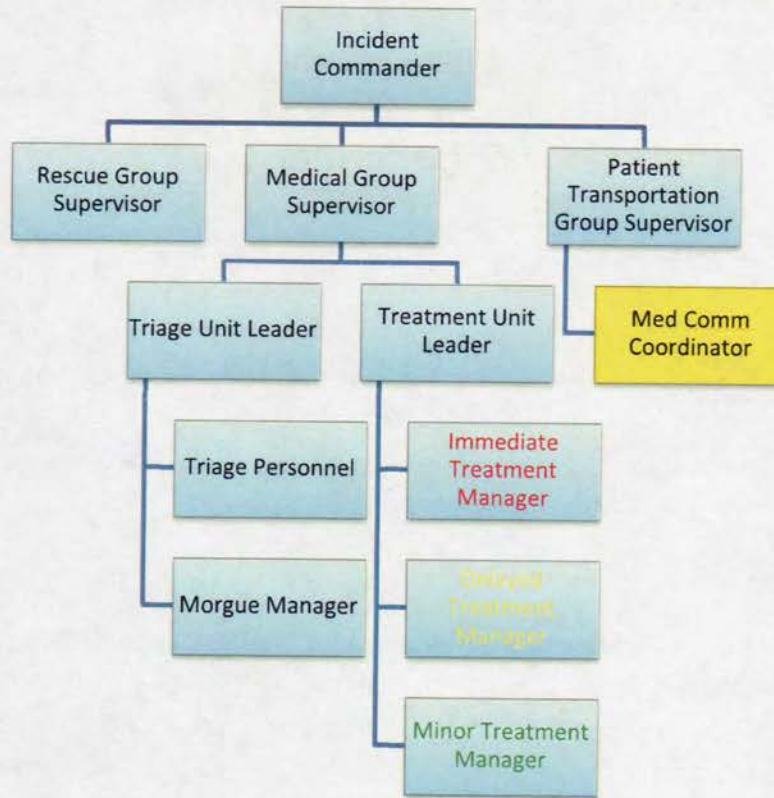 Incident
Commander
Rescue Group
Supervisor
Medical Group
Supervisor
Patient
Transportation
Group Supervisor
Triage Unit Leader
Treatment Unit
Leader
Med Comm
Coordinator
Triage Personnel
Immediate
Treatment
Manager
Morgue Manager
Delayed
Treatment
Manager
Minor Treatment
Manager